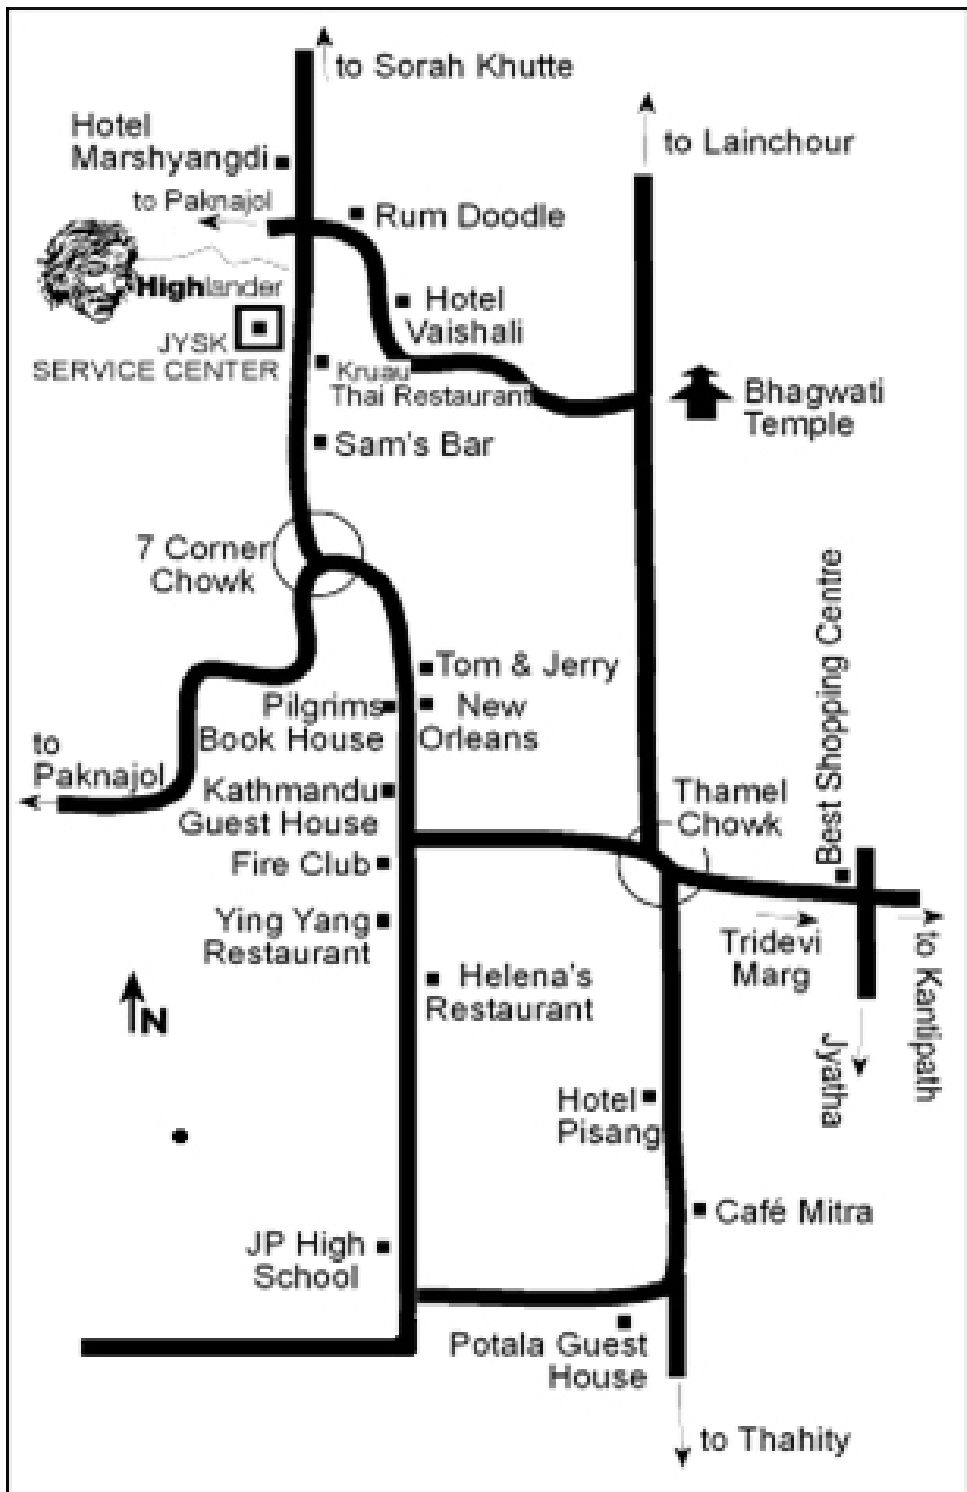 to Sorah Khutte
to Lainchour
Hotel
Marshyangdi
to Paknajol
Rum Doodle
Highlander
Hotel
Vaishali
JYSK
SERVICE CENTER
Kruau
Thai Restaurant
Bhagwati
Temple
Sam's Bar
7 Corner
Chowk
Best Shopping Centre
Tom & Jerry
Pilgrims
Book House
New
Orleans
to
Paknajol
Kathmandu
Guest House
Thamel
Chowk
Fire Club
Ying Yang
Restaurant
Tridevi
Marg
to Kantipath
Jyatha
Helena's
Restaurant
N
Hotel
Pisang
Café Mitra
JP High
School
Potala Guest
House
to Thahity